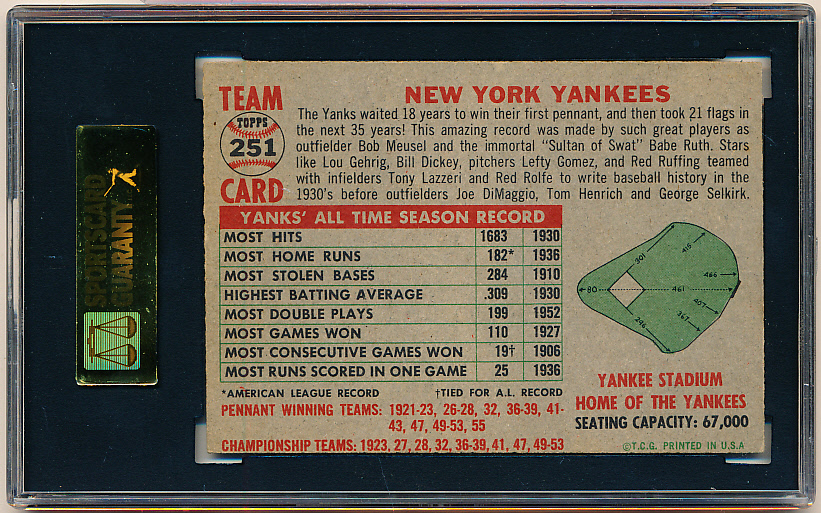 SPORTSCARD
GUARANTY.
TEAM
TOPPS
251
CARD
NEW YORK YANKEES
The Yanks waited 18 years to win their first pennant, and then took 21 flags in
the next 35 years! This amazing record was made by such great players as
outfielder Bob Meusel and the immortal "Sultan of Swat" Babe Ruth. Stars
like Lou Gehrig, Bill Dickey, pitchers Lefty Gomez, and Red Ruffing teamed
with infielders Tony Lazzeri and Red Rolfe to write baseball history in the
1930's before outfielders Joe DiMaggio, Tom Henrich and George Selkirk.
YANKS' ALL TIME SEASON RECORD
MOST HITS 1683 1930
MOST HOME RUNS 182* 1936
MOST STOLEN BASES 284 1910
HIGHEST BATTING AVERAGE .309 1930
MOST DOUBLE PLAYS 199 1952
MOST GAMES WON 110 1927
MOST CONSECUTIVE GAMES WON 19† 1906
MOST RUNS SCORED IN ONE GAME 25 1936
*AMERICAN LEAGUE RECORD †TIED FOR A.L. RECORD
PENNANT WINNING TEAMS: 1921-23, 26-28, 32, 36-39, 41-
43, 47, 49-53, 55
CHAMPIONSHIP TEAMS: 1923, 27, 28, 32, 36-39, 41, 47, 49-53
301
415
466
80
461
407
367
246
YANKEE STADIUM
HOME OF THE YANKEES
SEATING CAPACITY: 67,000
©T.C.G. PRINTED IN U.S.A